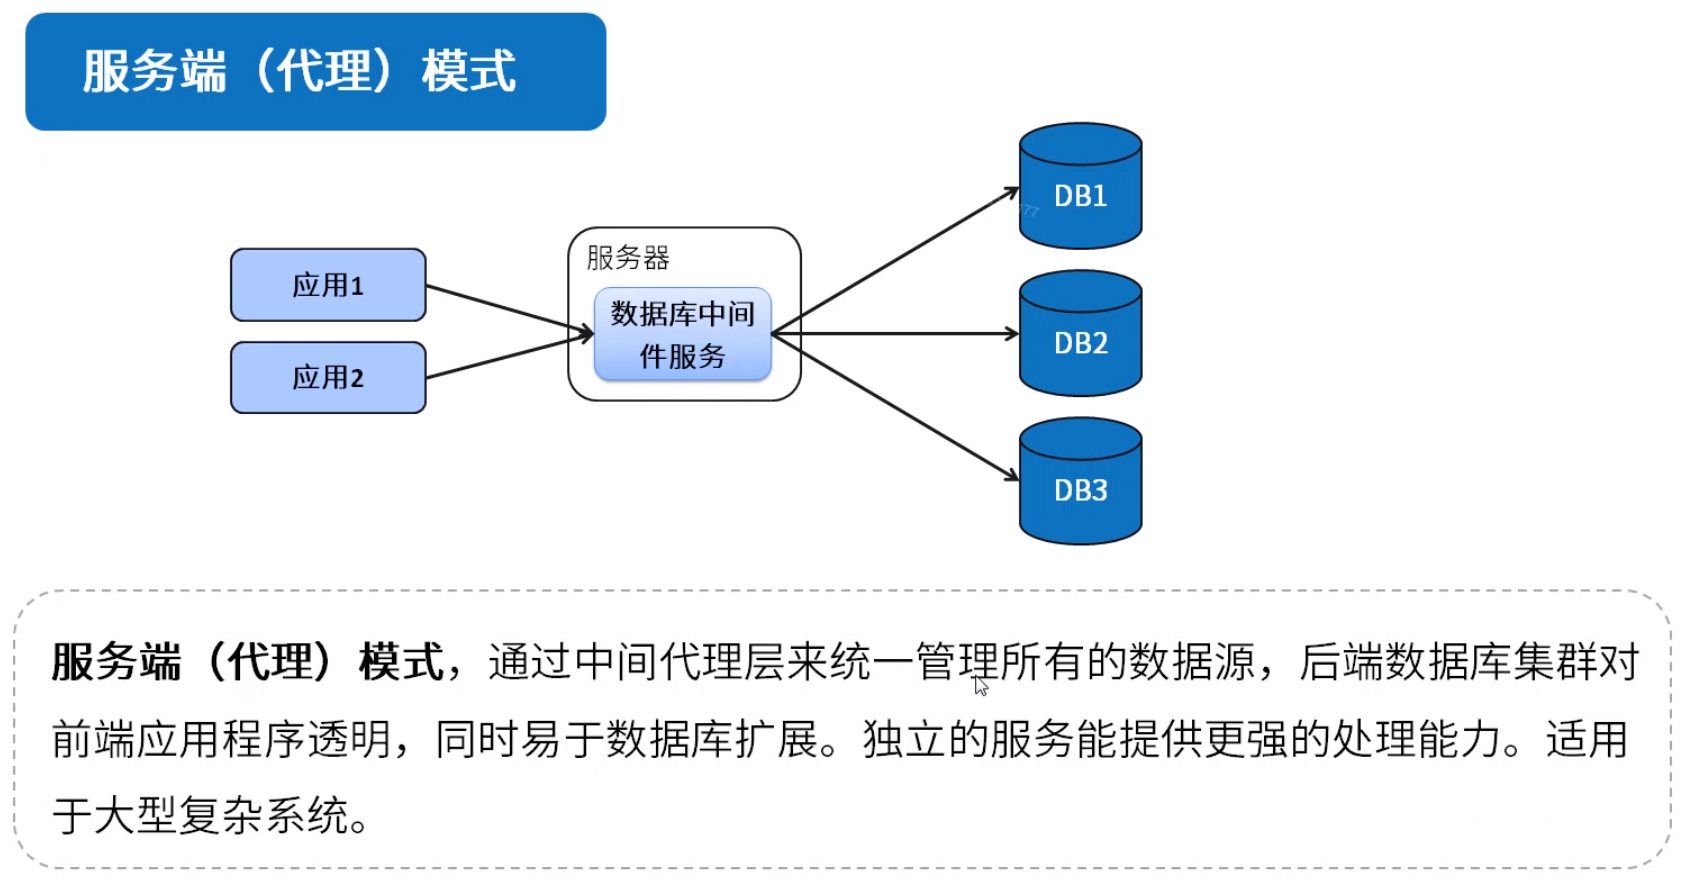 服务端（代理）模式
服务器
应用1
应用2
数据库中间
件服务
DB1
DB2
DB3
服务端（代理）模式，通过中间代理层来统一管理所有的数据源，后端数据库集群对
前端应用程序透明，同时易于数据库扩展。独立的服务能提供更强的处理能力。适用
于大型复杂系统。